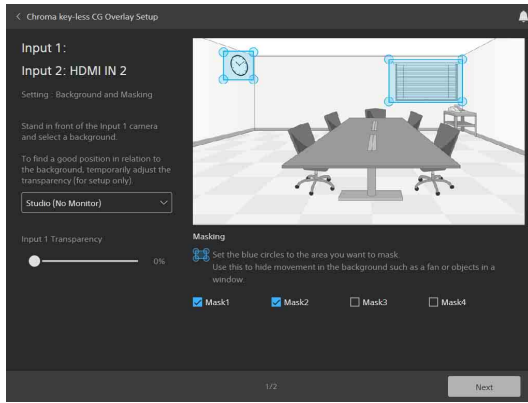 Chroma key-less CG Overlay Setup
Input 1:
Input 2: HDMI IN 2
Setting : Background and Masking
Stand in front of the Input 1 camera
and select a background.
To find a good position in relation to
the background, temporarily adjust the
transparency (for setup only)
Studio (No Monitor)
Input 1 Transparency
0%
Masking
Set the blue circles to the area you want to mask.
Use this to hide movement in the background such as a fan or objects in a
window
Mask1
Mask2
Mask3
Mask4
1/2
Next